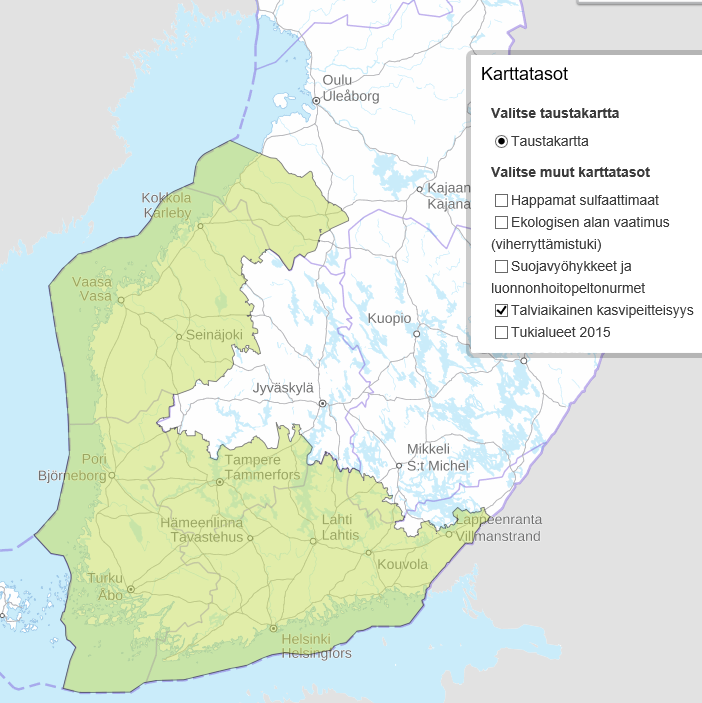 Karttatasot
Valitse taustakartta
Taustakartta
Valitse muut karttatasot
Happamat sulfaattimaat
Ekologisen alan vaatimus
(viherryttämistuki)
Suojavyöhykkeet ja
luonnonhoitopeltonurmet
Talviaikainen kasvipeitteisyys
Tukialueet 2015
Oulu
Uleåborg
Kajaan
Kajana
Kokkola
Karleby
Vaasa
Vasa
Seinäjoki
Kuopio
Jyväskylä
Mikkeli
S:t Michel
Pori
Björneborg
Tampere
Tammerfors
Hämeenlinna
Tavastehus
Lahti
Lahtis
Lappeenranta
Villmanstrand
Kouvola
Turku
Åbo
Helsinki
Helsingfors